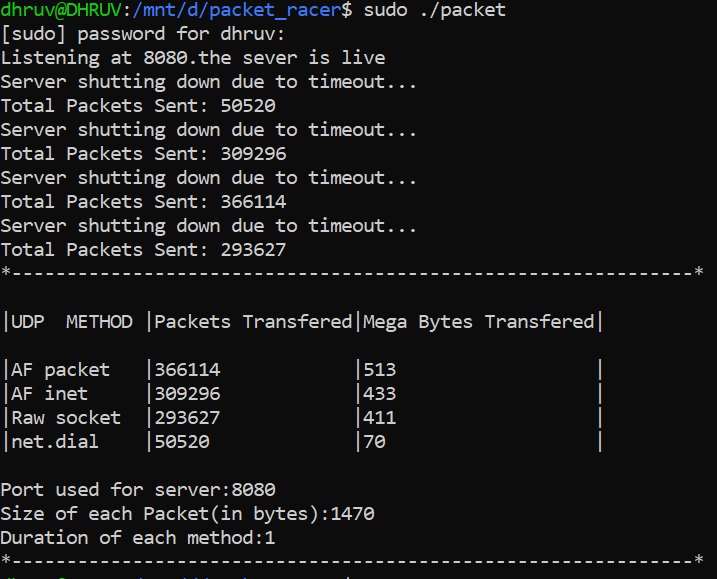 dhruv@DHRUV:/mnt/d/packet_racer$ sudo ./packet
[sudo] password for dhruv:
Listening at 8080.the sever is live
Server shutting down due to timeout...
Total Packets Sent: 50520
Server shutting down due to timeout...
Total Packets Sent: 309296
Server shutting down due to timeout...
Total Packets Sent: 366114
Server shutting down due to timeout...
Total Packets Sent: 293627
*---------------------------------------------------------------*
|UDP  METHOD |Packets Transfered|Mega Bytes Transfered|
|AF packet   |366114            |513                  |
|AF inet     |309296            |433                  |
|Raw socket  |293627            |411                  |
|net.dial    |50520             |70                   |
Port used for server:8080
Size of each Packet(in bytes):1470
Duration of each method:1
*---------------------------------------------------------------*